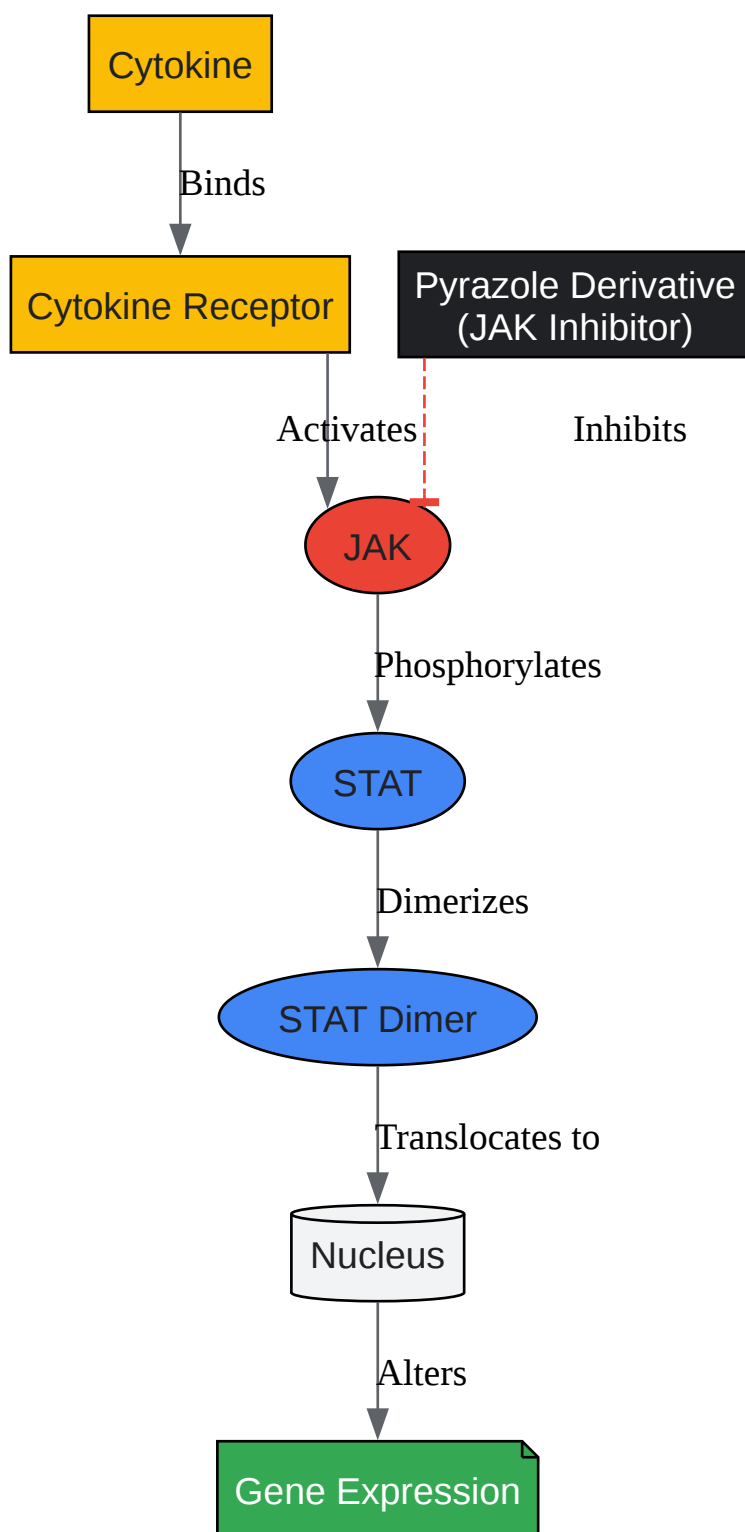 Cytokine
Binds
Cytokine Receptor
Pyrazole Derivative
(JAK Inhibitor)
Activates
Inhibits
JAK
Phosphorylates
STAT
Dimerizes
STAT Dimer
Translocates to
Nucleus
Alters
Gene Expression